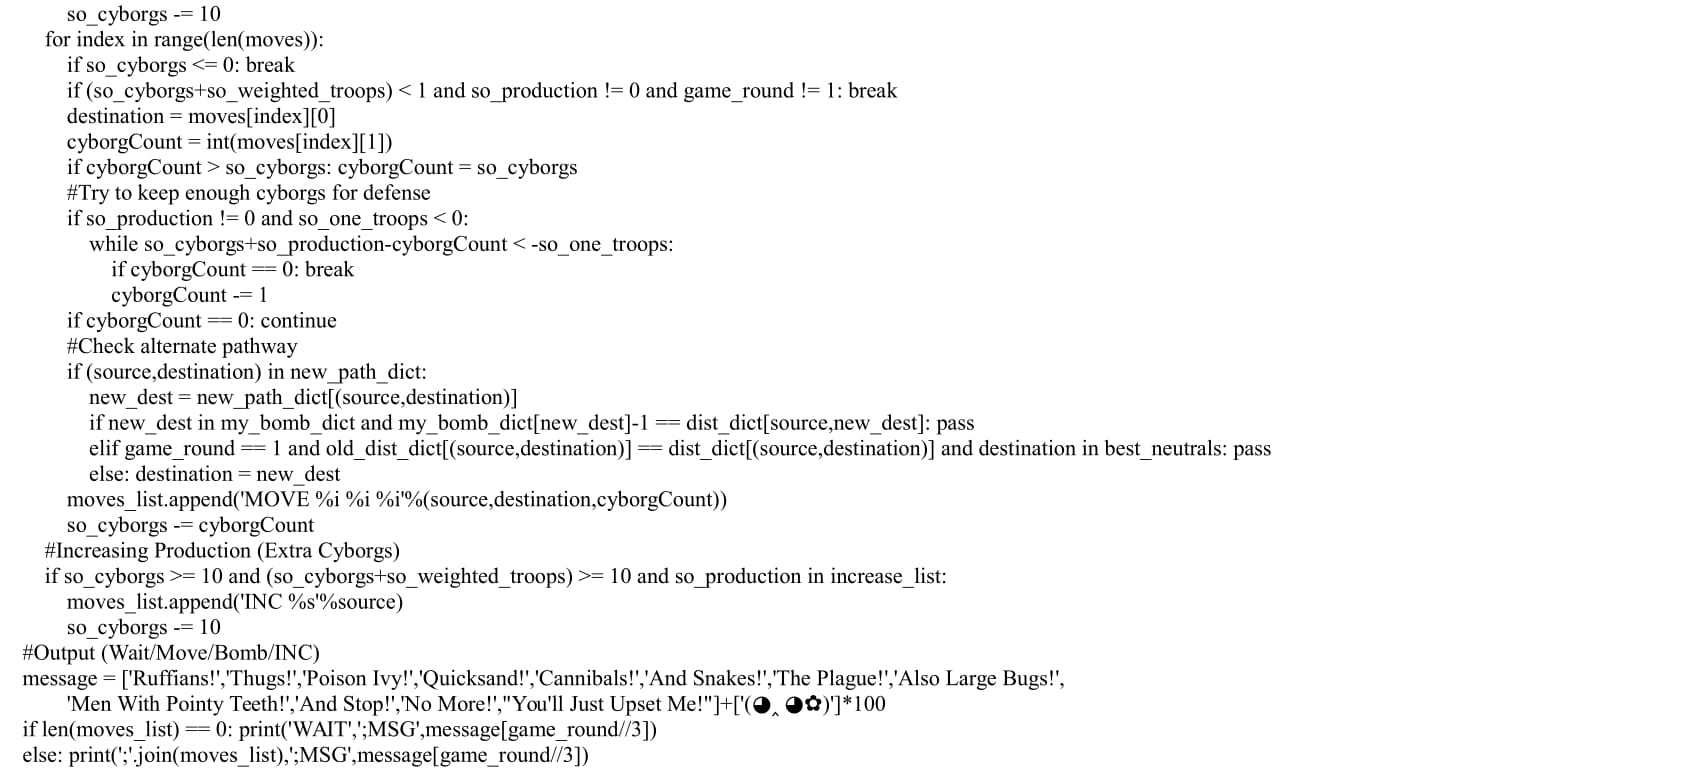 so_cyborgs -= 10
for index in range(len(moves)):
if so_cyborgs <= 0: break
if (so_cyborgs+so_weighted_troops) < 1 and so_production != 0 and game_round != 1: break
destination = moves[index][0]
cyborgCount = int(moves[index][1])
if cyborgCount > so_cyborgs: cyborgCount = so_cyborgs
#Try to keep enough cyborgs for defense
if so_production != 0 and so_one_troops < 0:
while so_cyborgs+so_production-cyborgCount < -so_one_troops:
if cyborgCount == 0: break
cyborgCount -= 1
if cyborgCount == 0: continue
#Check alternate pathway
if (source,destination) in new_path_dict:
new_dest = new_path_dict[(source,destination)]
if new_dest in my_bomb_dict and my_bomb_dict[new_dest]-1 == dist_dict[source,new_dest]: pass
elif game_round == 1 and old_dist_dict[(source,destination)] == dist_dict[(source,destination)] and destination in best_neutrals: pass
else: destination = new_dest
moves_list.append('MOVE %i %i %i'%(source,destination,cyborgCount))
so_cyborgs -= cyborgCount
#Increasing Production (Extra Cyborgs)
if so_cyborgs >= 10 and (so_cyborgs+so_weighted_troops) >= 10 and so_production in increase_list:
moves_list.append('INC %s'%source)
so_cyborgs -= 10
#Output (Wait/Move/Bomb/INC)
message = ['Ruffians!','Thugs!','Poison Ivy!','Quicksand!','Cannibals!','And Snakes!','The Plague!','Also Large Bugs!',
'Men With Pointy Teeth!','And Stop!','No More!',"You'll Just Upset Me!"]+['(◕‸ ◕✿)']*100
if len(moves_list) == 0: print('WAIT',';MSG',message[game_round//3])
else: print(';'.join(moves_list),';MSG',message[game_round//3])